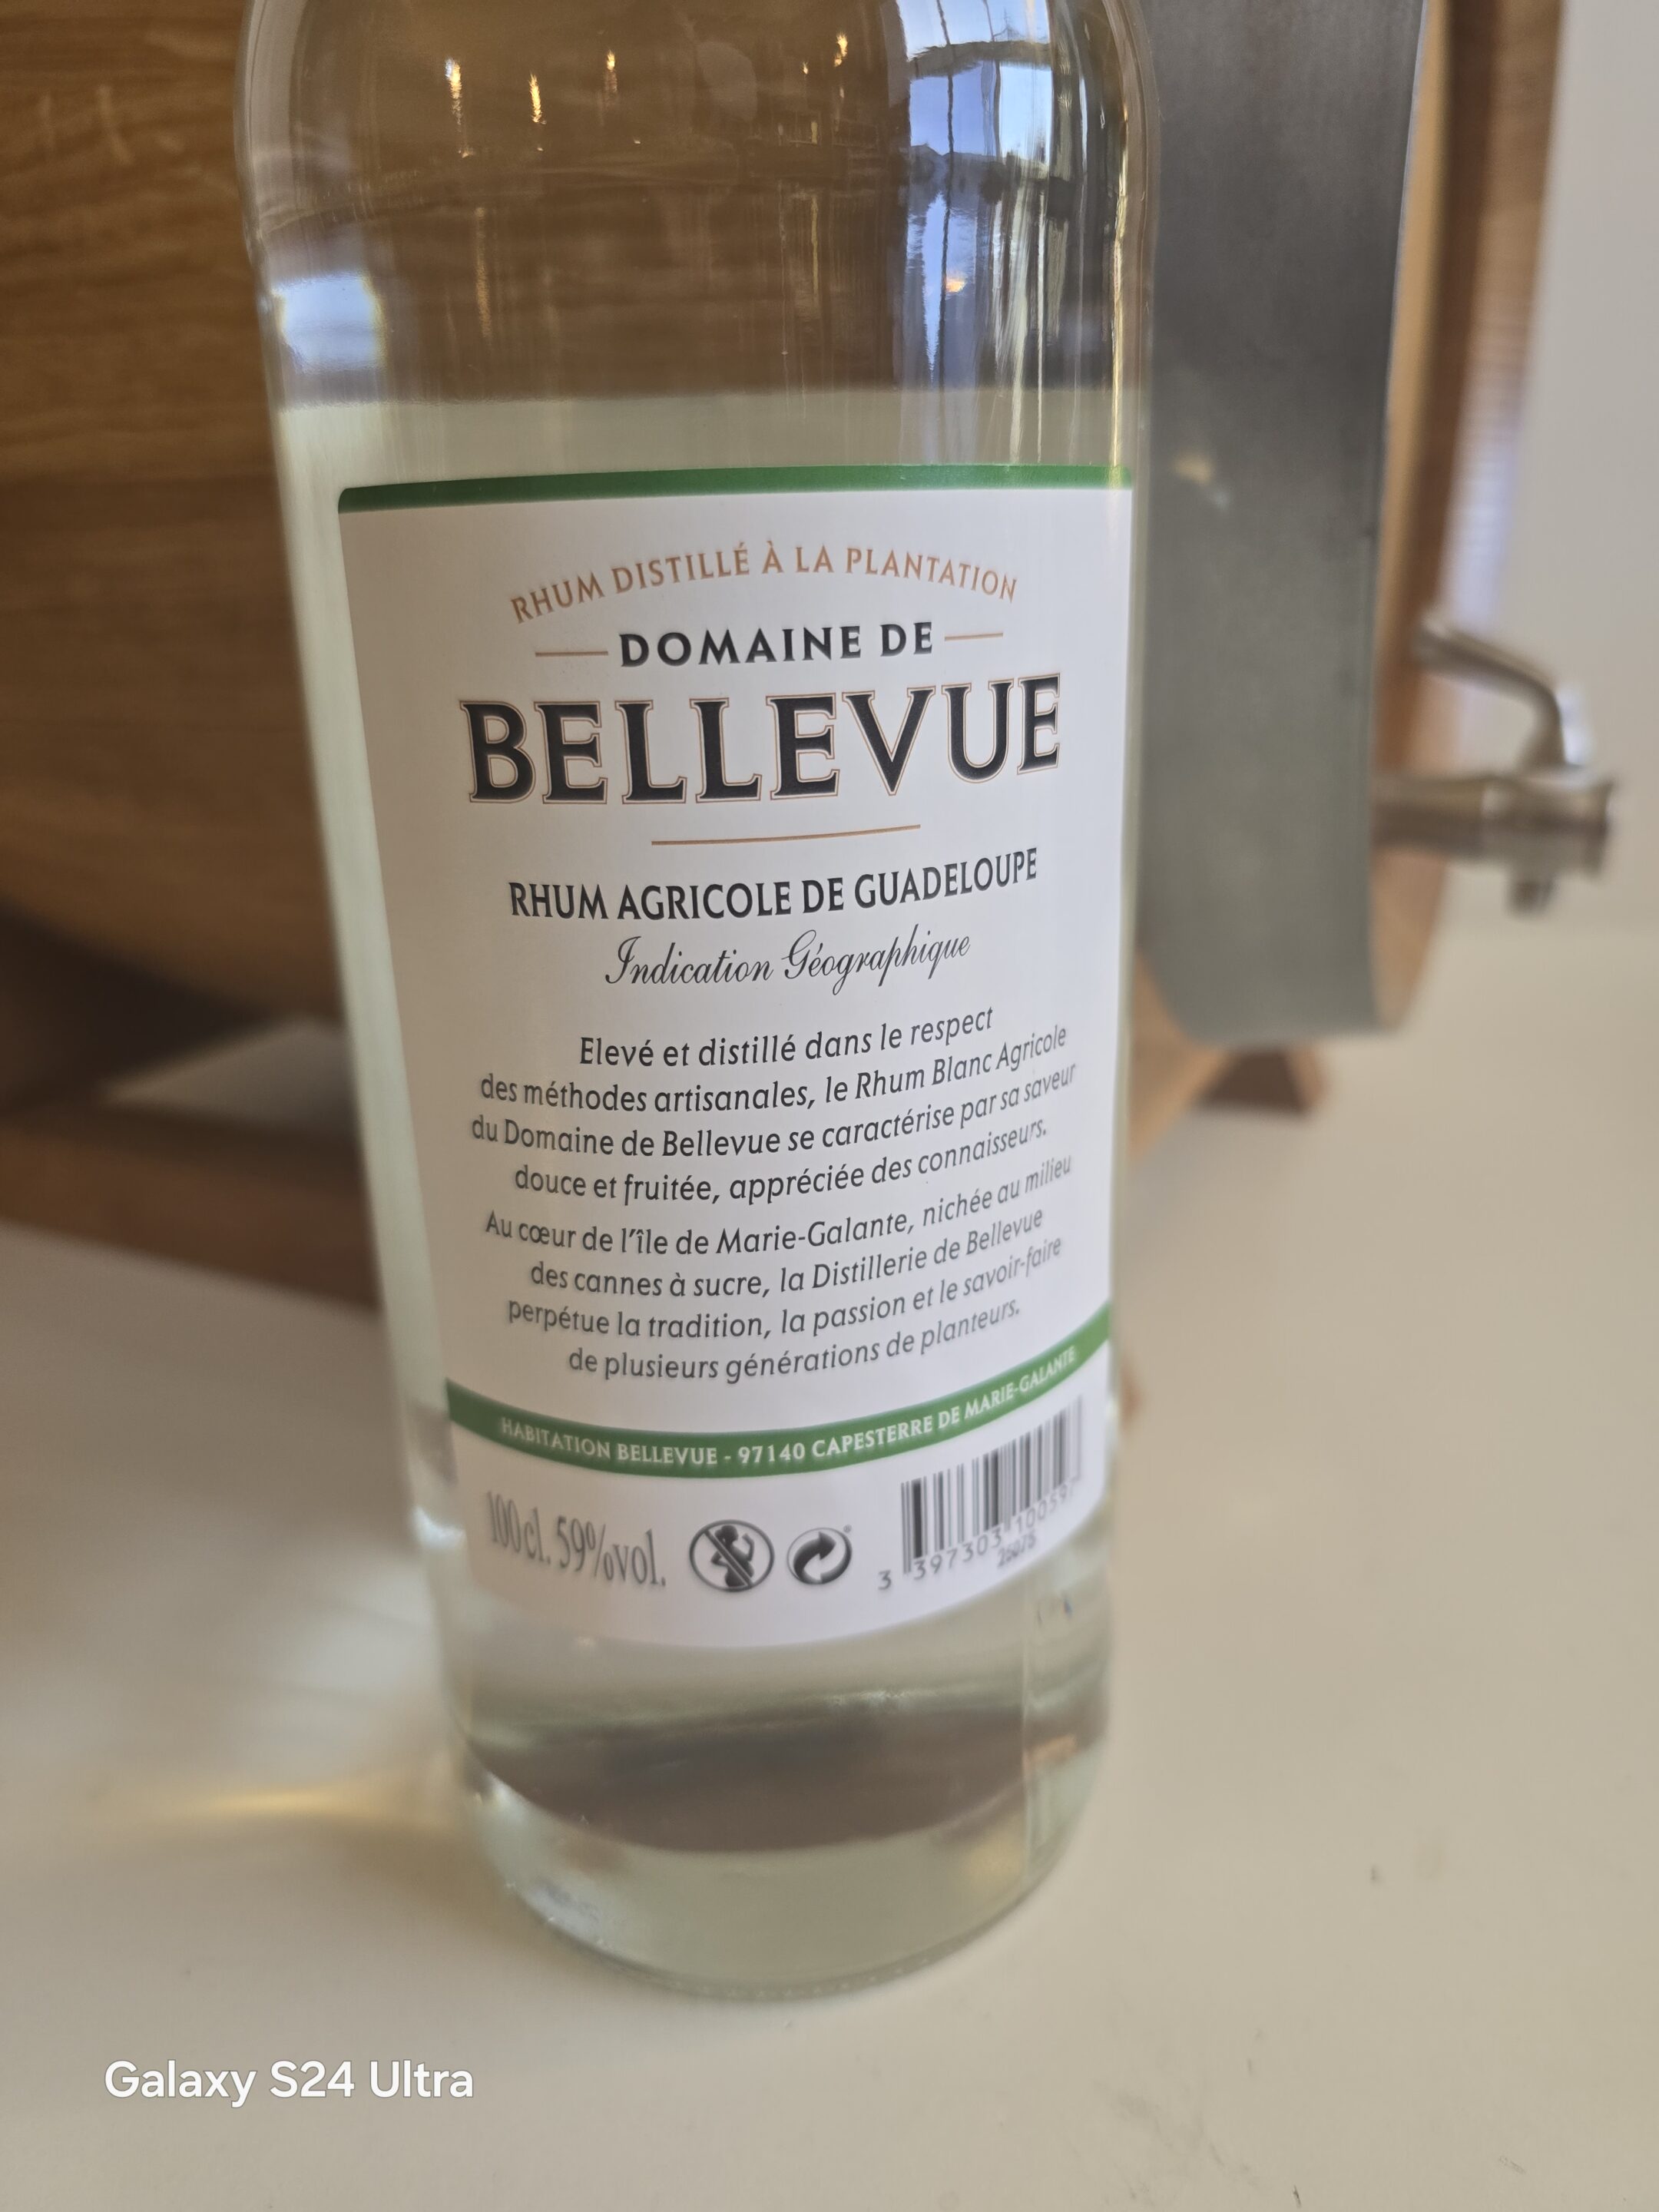 RHUM DISTILLÉ À LA PLANTATION
DOMAINE DE
BELLEVUE
RHUM AGRICOLE DE GUADELOUPE
Indication Géographique
Elevé et distillé dans le respect
des méthodes artisanales, le Rhum Blanc Agricole
du Domaine de Bellevue se caractérise par sa saveur
douce et fruitée, appréciée des connaisseurs.
Au cœur de l'île de Marie-Galante, nichée au milieu
des cannes à sucre, la Distillerie de Bellevue
perpétue la tradition, la passion et le savoir-faire
de plusieurs générations de planteurs.
HABITATION BELLEVUE - 97140 CAPESTERRE DE MARIE-GALANTE
100cl. 59%vol.
3 397303
Galaxy S24 Ultra